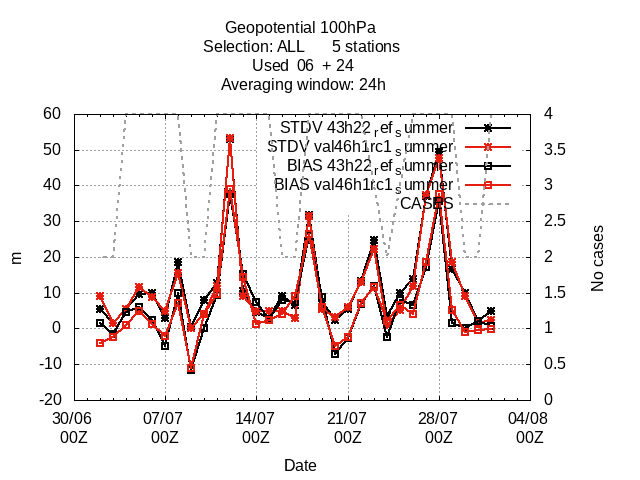 Geopotential 100hPa
Selection: ALL 5 stations
Used 06 + 24
Averaging window: 24h
60
50
40
30
20
10
0
-10
-20
m
4
3.5
3
2.5
2
1.5
1
0.5
0
No cases
STDV 43h22_ref_summer
STDV val46h1rc1_summer
BIAS 43h22_ref_summer
BIAS val46h1rc1_summer
CASES
30/06 07/07 14/07 21/07 28/07 04/08
00Z 00Z 00Z 00Z 00Z 00Z
Date